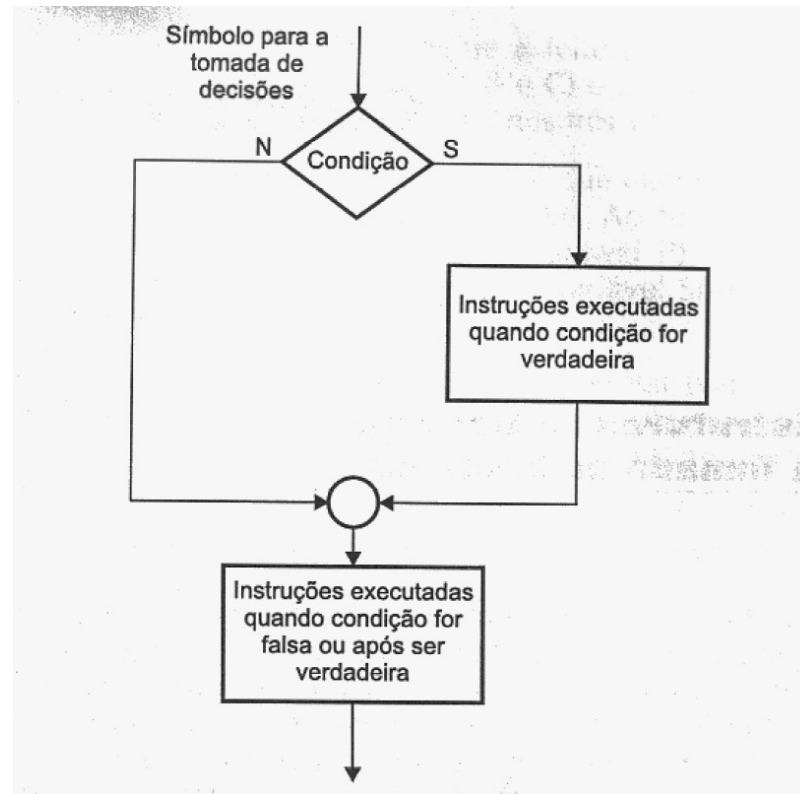 Símbolo para a
tomada de
decisões
N
Condição
S
Instruções executadas
quando condição for
verdadeira
Instruções executadas
quando condição for
falsa ou após ser
verdadeira